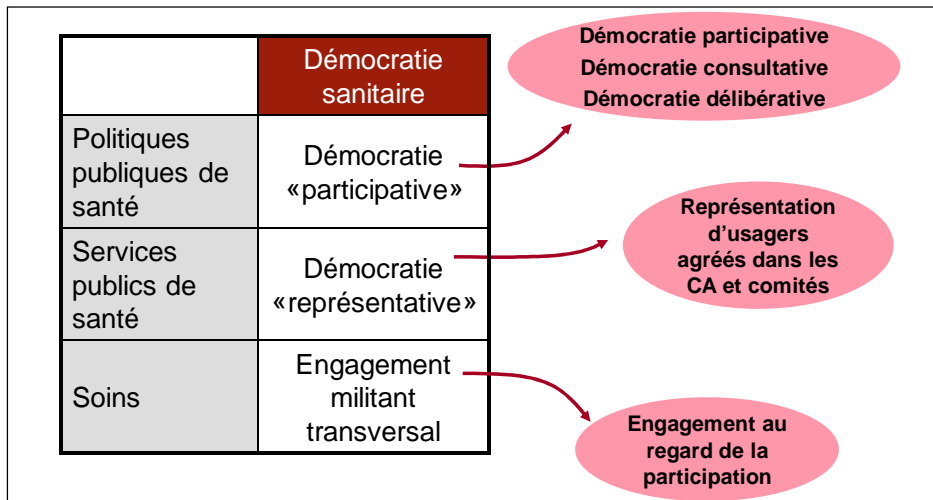 Démocratie
sanitaire
Politiques
publiques de
santé
Démocratie
«participative»
Services
publics de
santé
Démocratie
«représentative»
Soins
Engagement
militant
transversal
Démocratie participative
Démocratie consultative
Démocratie délibérative
Représentation
d’usagers
agréés dans les
CA et comités
Engagement au
regard de la
participation